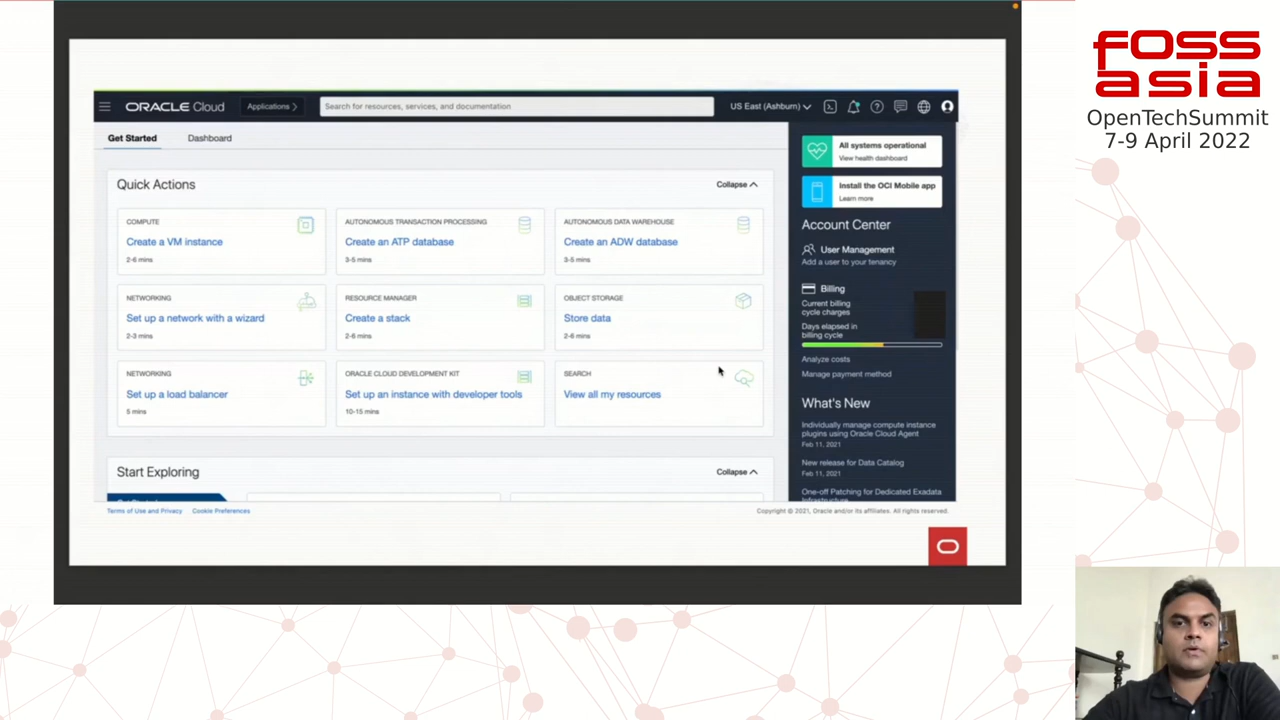 ORACLE Cloud
Applications
Search for resources, services, and documentation
US East (Ashburn)
Get Started
Dashboard
Quick Actions
Collapse
COMPUTE
Create a VM instance
2-6 mins
AUTONOMOUS TRANSACTION PROCESSING
Create an ATP database
3-5 mins
AUTONOMOUS DATA WAREHOUSE
Create an ADW database
3-5 mins
NETWORKING
Set up a network with a wizard
2-3 mins
RESOURCE MANAGER
Create a stack
2-6 mins
OBJECT STORAGE
Store data
2-6 mins
NETWORKING
Set up a load balancer
5 mins
ORACLE CLOUD DEVELOPMENT KIT
Set up an instance with developer tools
10-15 mins
SEARCH
View all my resources
Start Exploring
Collapse
All systems operational
View health dashboard
Install the OCI Mobile app
Learn more
Account Center
User Management
Add a user to your tenancy
Billing
Current billing
cycle charges
Days elapsed in
billing cycle
Analyze costs
Manage payment method
What's New
Individually manage compute instance
plugins using Oracle Cloud Agent
Feb 11, 2021
New release for Data Catalog
Feb 11, 2021
One-off Patching for Dedicated Exadata
Infrastructure
Terms of Use and Privacy
Cookie Preferences
Copyright © 2021, Oracle and/or its affiliates. All rights reserved.
foss
asia
OpenTechSummit
7-9 April 2022